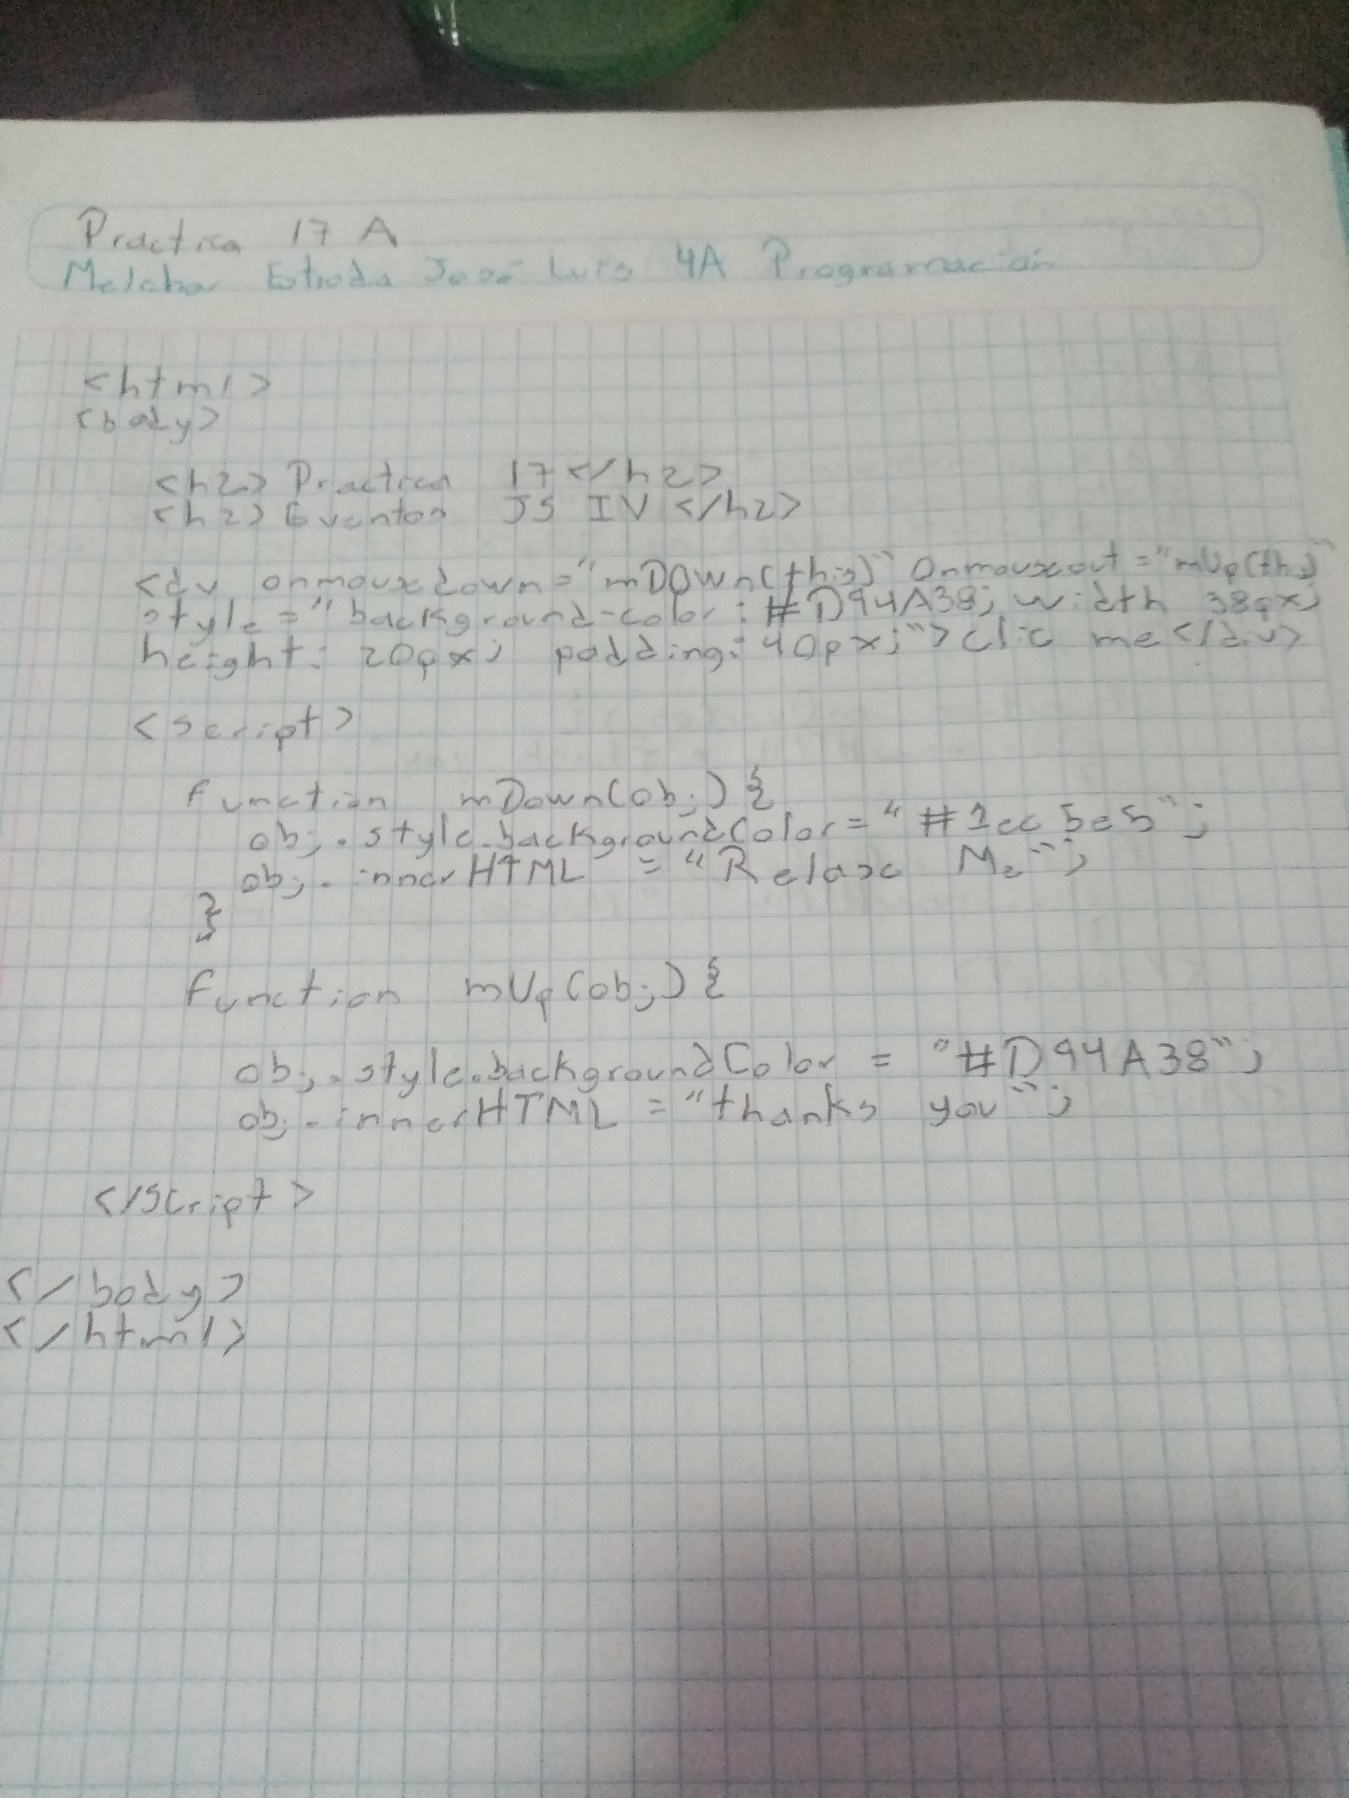 Practica 17 A
Melchor Estrada José Luis 4A Programación
<html>
<body>
<h2> Practica 17</h2>
<h2> Eventos JS IV </h2>
<div onmousedown="mDOwn(this)" Onmouseout="mUp(this)"
style="background-color:#D94A38; width 38px;
height: 20px; padding: 40px;">Clic me</div>
<script>
function mDown(obj) {
obj.style.backgroundColor="#1ec5e5";
obj.innerHTML = "Relase Me";
}
function mUp(obj) {
obj.style.backgroundColor = "#D94A38";
obj.innerHTML = "thanks you";
</script>
</body>
</html>